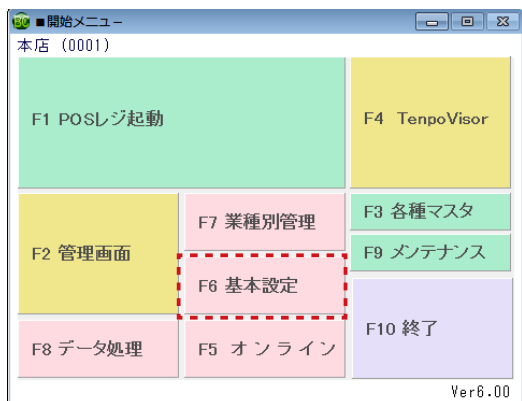 ■開始メニュー
本店 (0001)
F1 POSレジ起動
F4 TenpoVisor
F2 管理画面
F7 業種別管理
F3 各種マスタ
F9 メンテナンス
F6 基本設定
F8 データ処理
F5 オンライン
F10 終了
Ver6.00